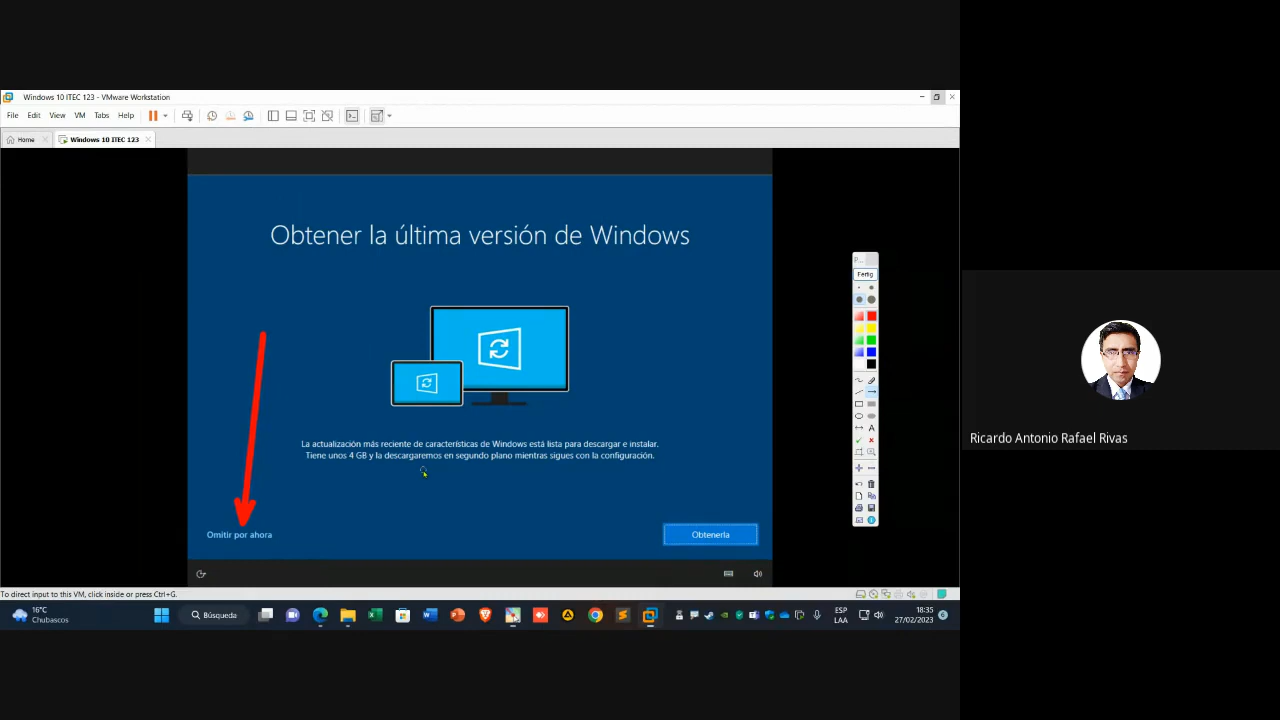 Windows 10 ITEC 123 - VMware Workstation
File Edit View VM Tabs Help
Home
Windows 10 ITEC 123
Obtener la última versión de Windows
P...
Fertig
La actualización más reciente de características de Windows está lista para descargar e instalar.
Tiene unos 4 GB y la descargaremos en segundo plano mientras sigues con la configuración.
Omitir por ahora
Obtenerla
To direct input to this VM, click inside or press Ctrl+G.
16°C
Chubascos
Búsqueda
ESP
LAA
18:35
27/02/2023
Ricardo Antonio Rafael Rivas